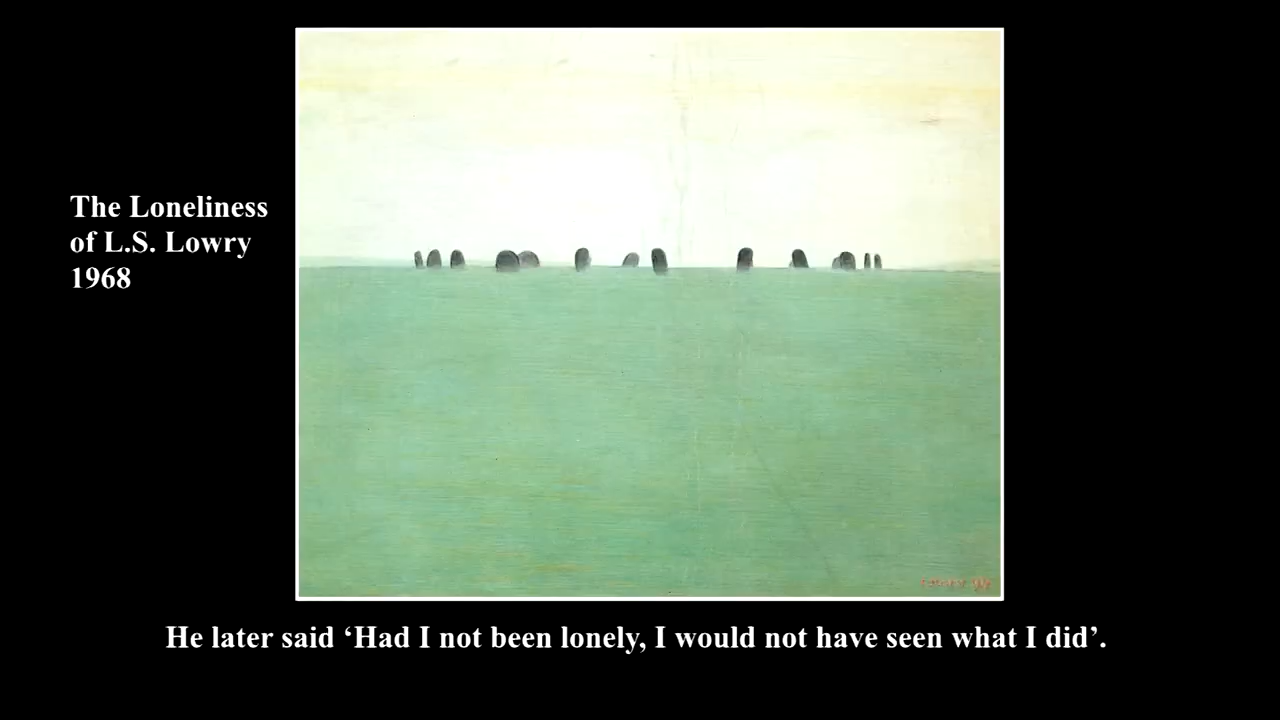 The Loneliness
of L.S. Lowry
1968
He later said ‘Had I not been lonely, I would not have seen what I did’.